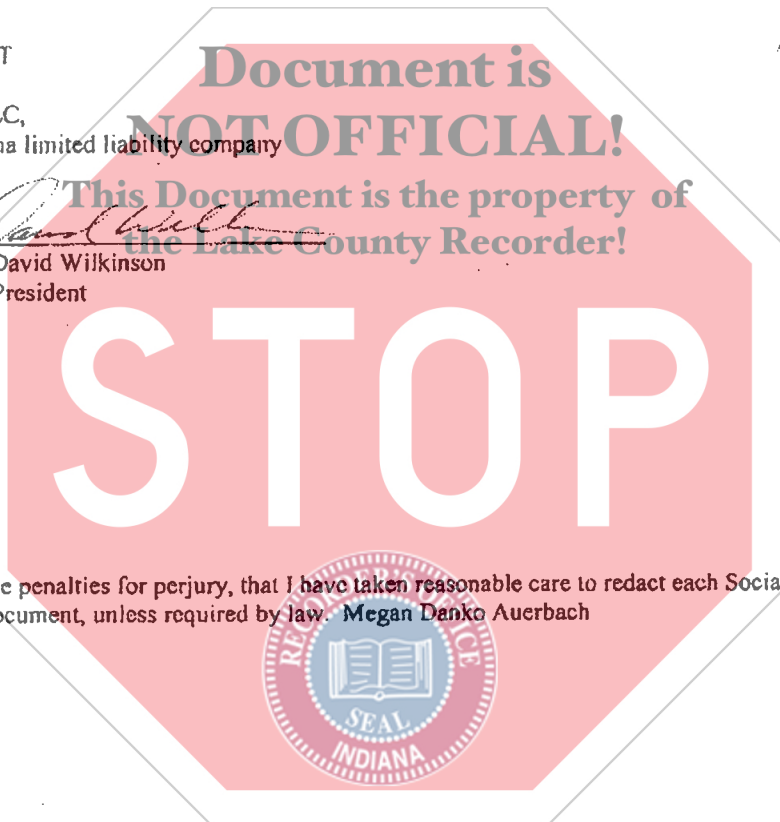 Document is
C,
NOT OFFICIAL!
na limited liability company
This Document is the property of
the Lake County Recorder!
David Wilkinson
President
STOP
e penalties for perjury, that I have taken reasonable care to redact each Socia
ocument, unless required by law. Megan Danko Auerbach
RECORDER'S OFFICE
SEAL
INDIANA